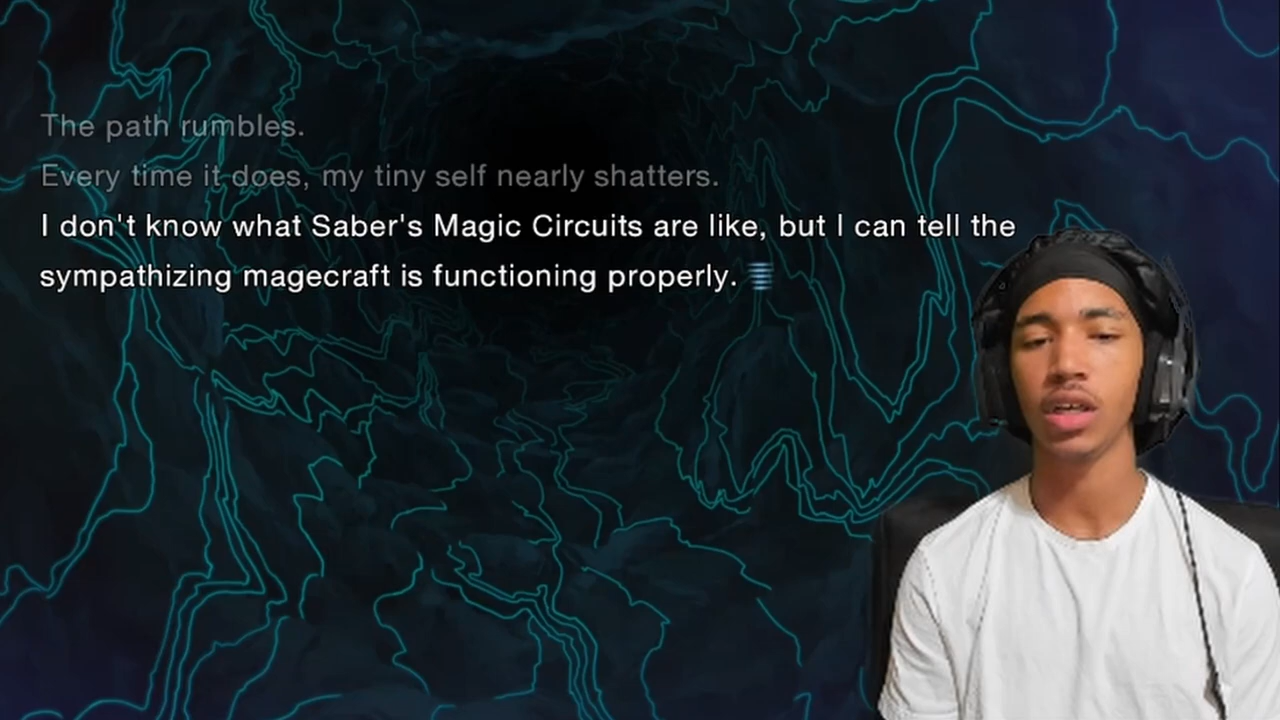 The path rumbles.
Every time it does, my tiny self nearly shatters.
I don't know what Saber's Magic Circuits are like, but I can tell the
sympathizing magecraft is functioning properly.